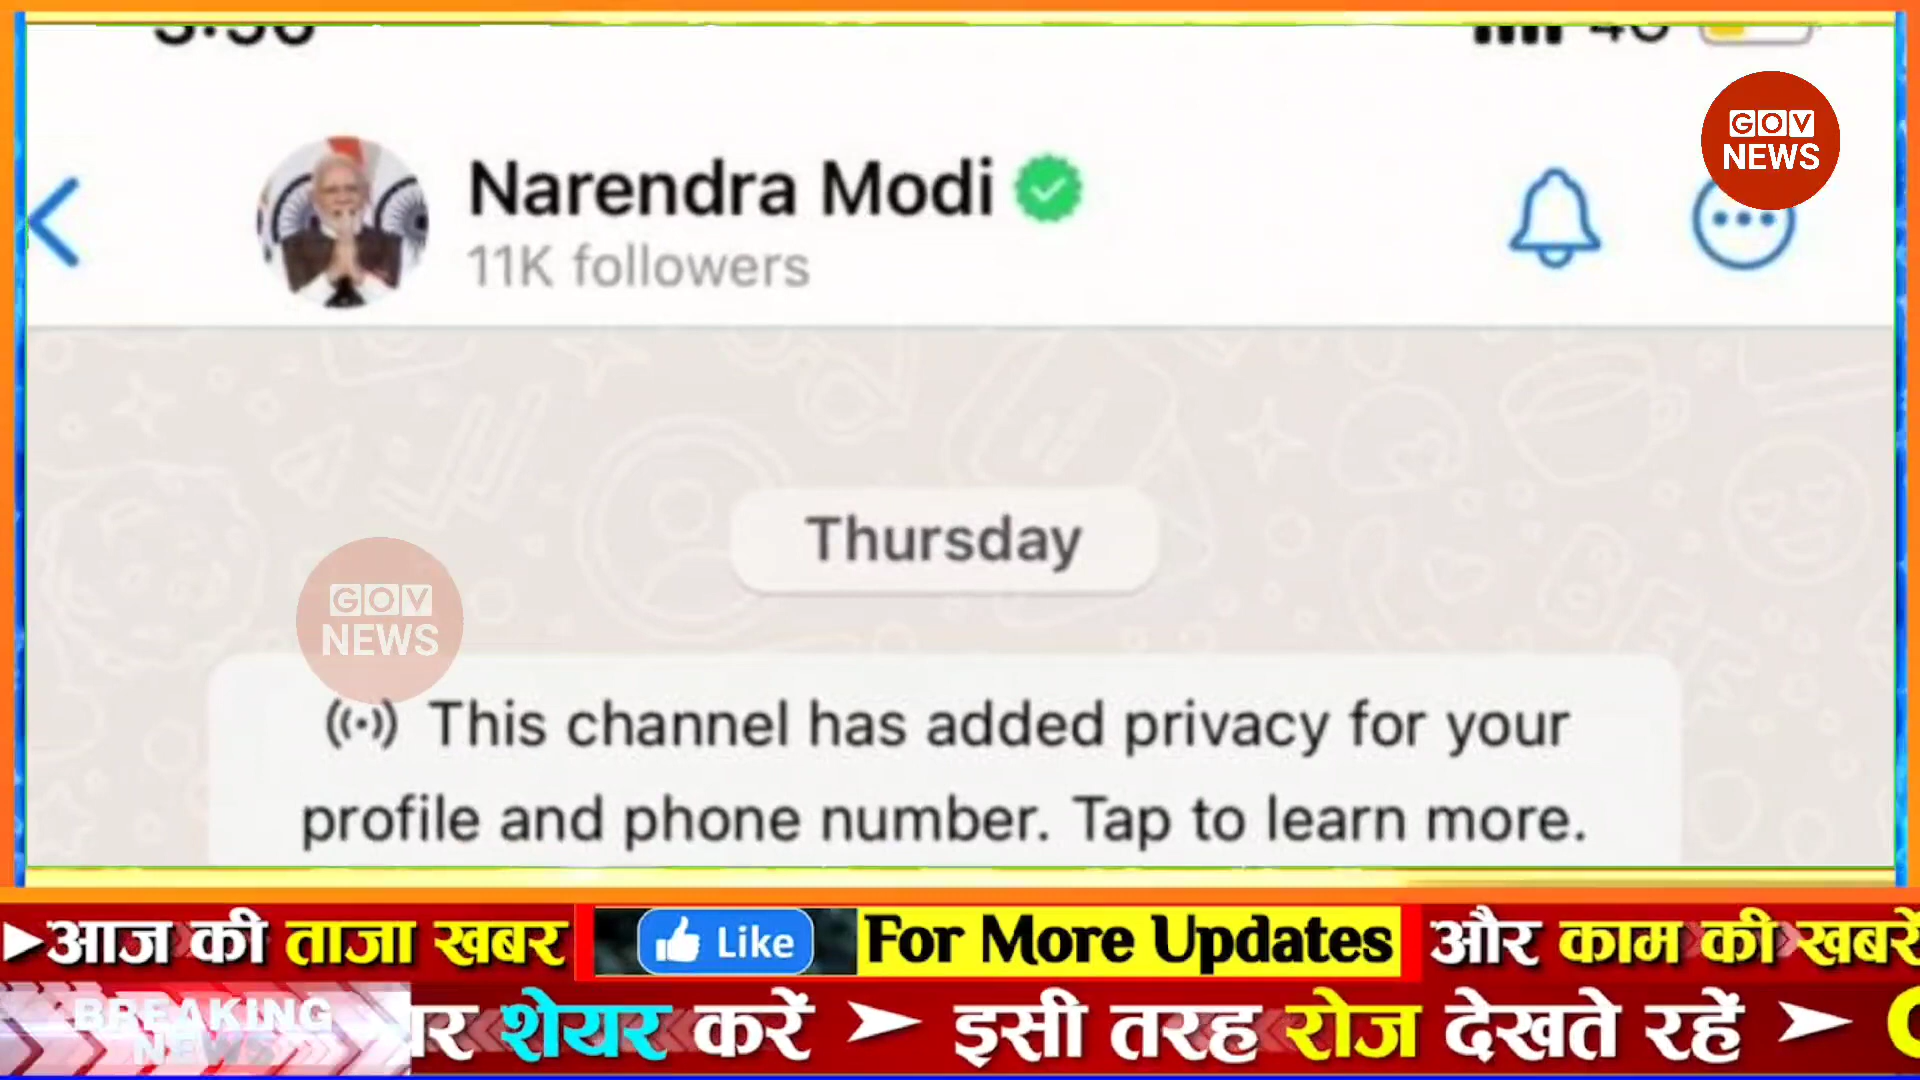 GOV
NEWS
Narendra Modi
11K followers
Thursday
GOV
NEWS
This channel has added privacy for your
profile and phone number. Tap to learn more.
आज की ताजा खबर
Like
For More Updates
और काम की खबरें
BREAKING
NEWS
शेयर करें
इसी तरह रोज देखते रहें